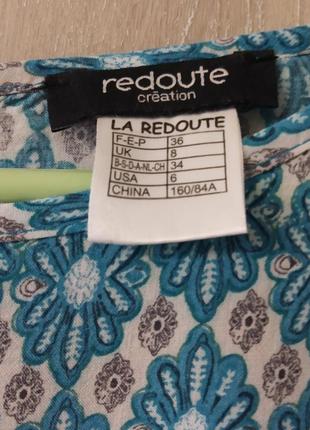 redoute
création
LA REDOUTE
F-E-P 36
UK 8
B-S-D-A-NL-CH 34
USA 6
CHINA 160/84A